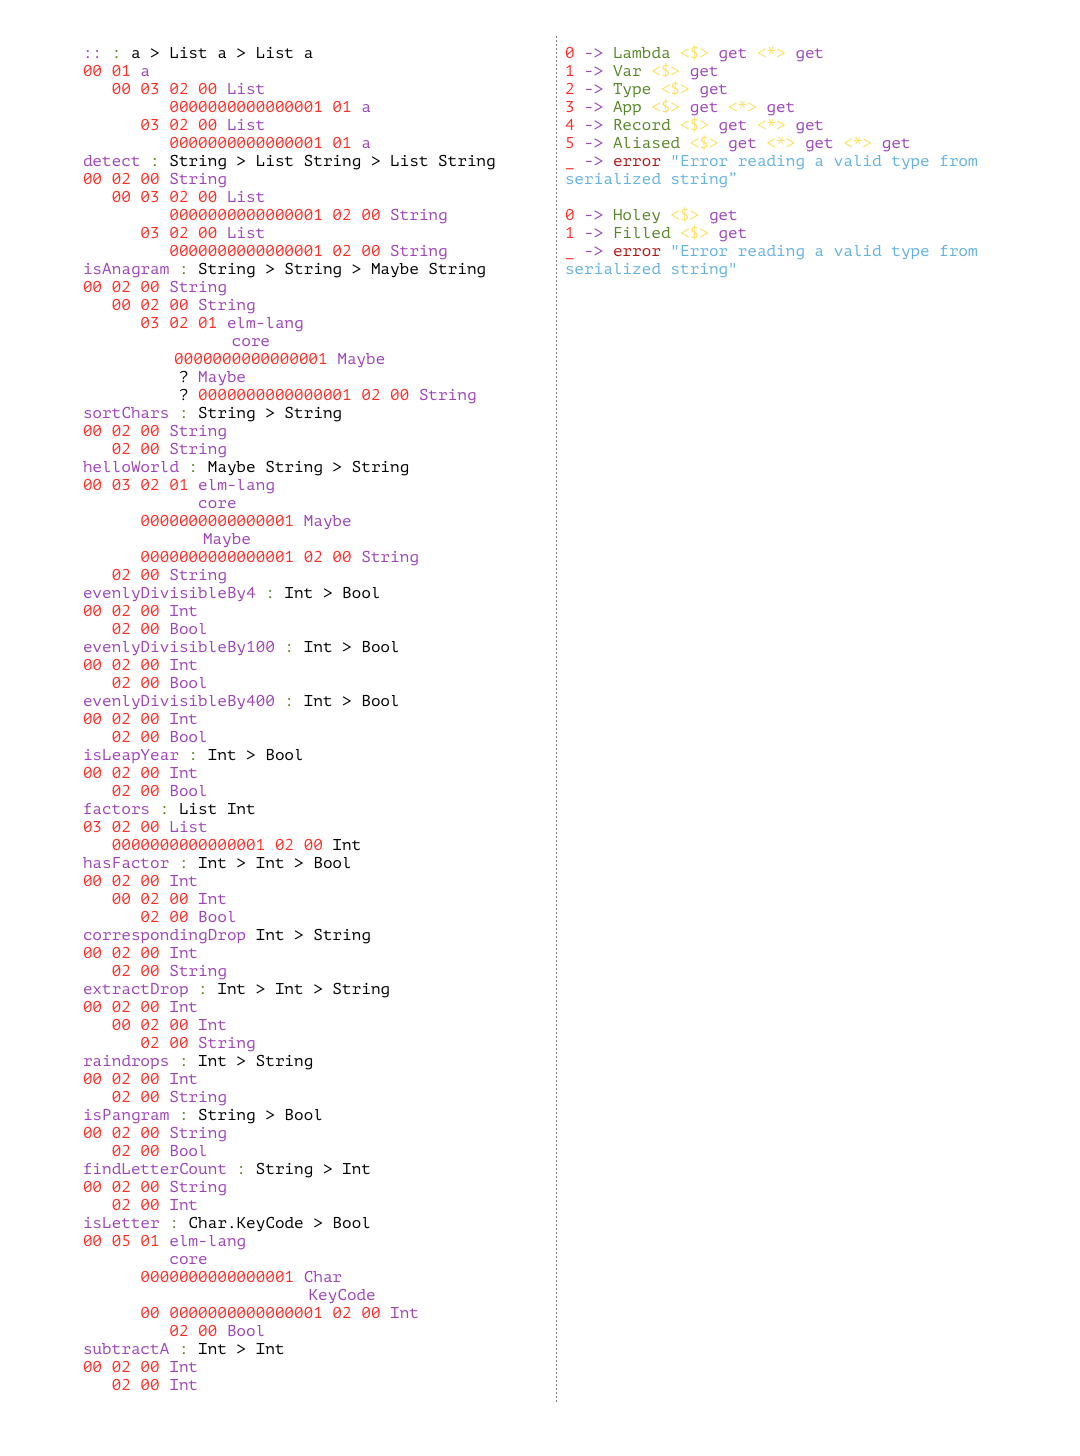 :: : a > List a > List a
00 01 a
00 03 02 00 List
0000000000000001 01 a
03 02 00 List
0000000000000001 01 a
detect : String > List String > List String
00 02 00 String
00 03 02 00 List
0000000000000001 02 00 String
03 02 00 List
0000000000000001 02 00 String
isAnagram : String > String > Maybe String
00 02 00 String
00 02 00 String
03 02 01 elm-lang
core
0000000000000001 Maybe
? Maybe
? 0000000000000001 02 00 String
sortChars : String > String
00 02 00 String
02 00 String
helloWorld : Maybe String > String
00 03 02 01 elm-lang
core
0000000000000001 Maybe
Maybe
0000000000000001 02 00 String
02 00 String
evenlyDivisibleBy4 : Int > Bool
00 02 00 Int
02 00 Bool
evenlyDivisibleBy100 : Int > Bool
00 02 00 Int
02 00 Bool
evenlyDivisibleBy400 : Int > Bool
00 02 00 Int
02 00 Bool
isLeapYear : Int > Bool
00 02 00 Int
02 00 Bool
factors : List Int
03 02 00 List
0000000000000001 02 00 Int
hasFactor : Int > Int > Bool
00 02 00 Int
00 02 00 Int
02 00 Bool
correspondingDrop Int > String
00 02 00 Int
02 00 String
extractDrop : Int > Int > String
00 02 00 Int
00 02 00 Int
02 00 String
raindrops : Int > String
00 02 00 Int
02 00 String
isPangram : String > Bool
00 02 00 String
02 00 Bool
findLetterCount : String > Int
00 02 00 String
02 00 Int
isLetter : Char.KeyCode > Bool
00 05 01 elm-lang
core
0000000000000001 Char
KeyCode
00 0000000000000001 02 00 Int
02 00 Bool
subtractA : Int > Int
00 02 00 Int
02 00 Int
0 -> Lambda <$> get <*> get
1 -> Var <$> get
2 -> Type <$> get
3 -> App <$> get <*> get
4 -> Record <$> get <*> get
5 -> Aliased <$> get <*> get <*> get
_ -> error "Error reading a valid type from
serialized string”
0 -> Holey <$> get
1 -> Filled <$> get
_ -> error "Error reading a valid type from
serialized string"